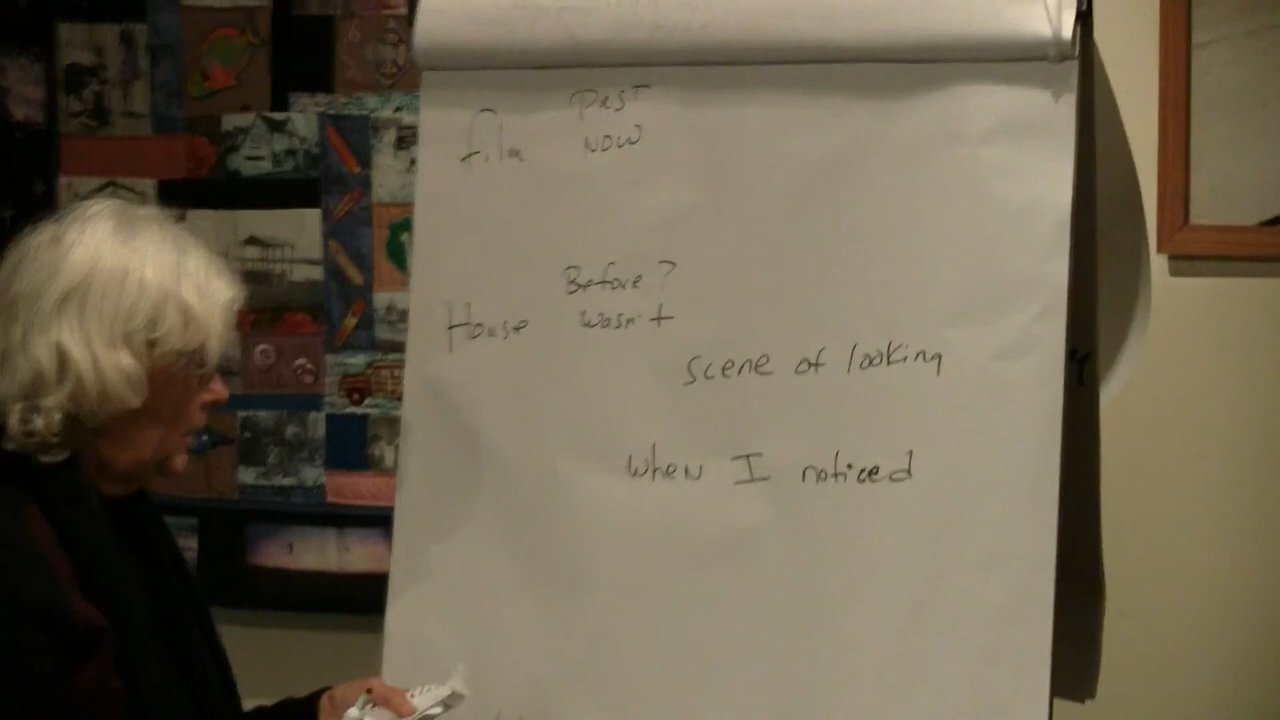 Past
film NOW
Before?
House wasn't
scene of looking
when I noticed